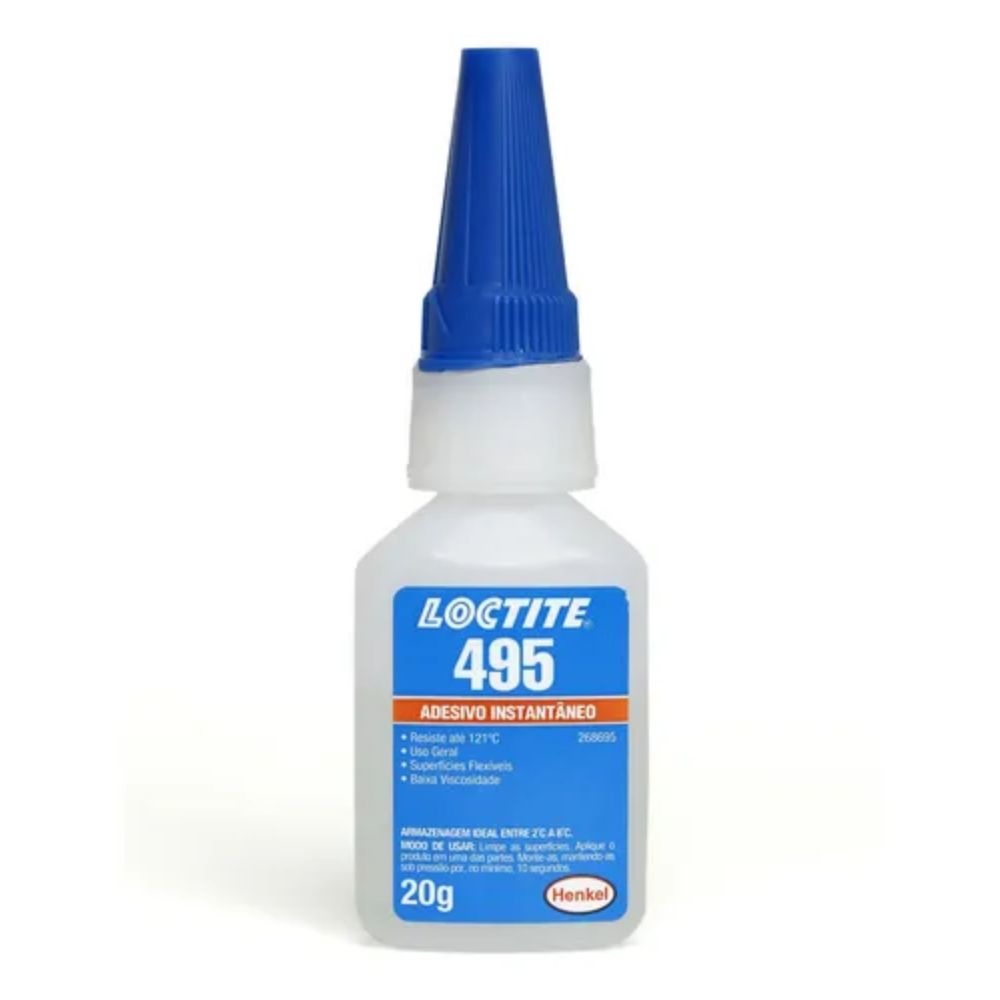 LOCTITE®
495
ADESIVO INSTANTÂNEO
• Resiste até 121°C 268695
• Uso Geral
• Superfícies Flexíveis
• Baixa Viscosidade
ARMAZENAGEM IDEAL ENTRE 2°C A 8°C.
MODO DE USAR: Limpe as superfícies. Aplique o
produto em uma das partes. Monte-as, mantendo-as
sob pressão por, no mínimo, 10 segundos.
20g
Henkel